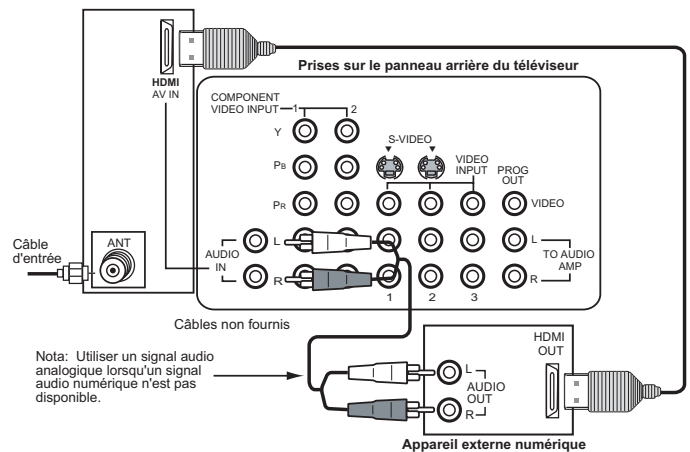 HDMI
AV IN
Prises sur le panneau arrière du téléviseur
COMPONENT
VIDEO INPUT 1 2
S-VIDEO
Y
PB
VIDEO
INPUT
PROG
OUT
PR
VIDEO
Câble
d'entrée
ANT
AUDIO
IN
L
R
L
R
TO AUDIO
AMP
1 2 3
Câbles non fournis
Nota: Utiliser un signal audio
analogique lorsqu'un signal
audio numérique n'est pas
disponible.
HDMI
OUT
L
AUDIO
OUT
R
Appareil externe numérique